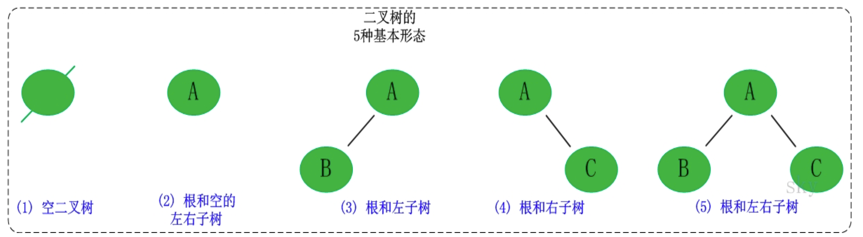 二叉树的
5种基本形态
A
A
A
A
B
C
B
C
(1) 空二叉树
(2) 根和空的
左右子树
(3) 根和左子树
(4) 根和右子树
(5) 根和左右子树